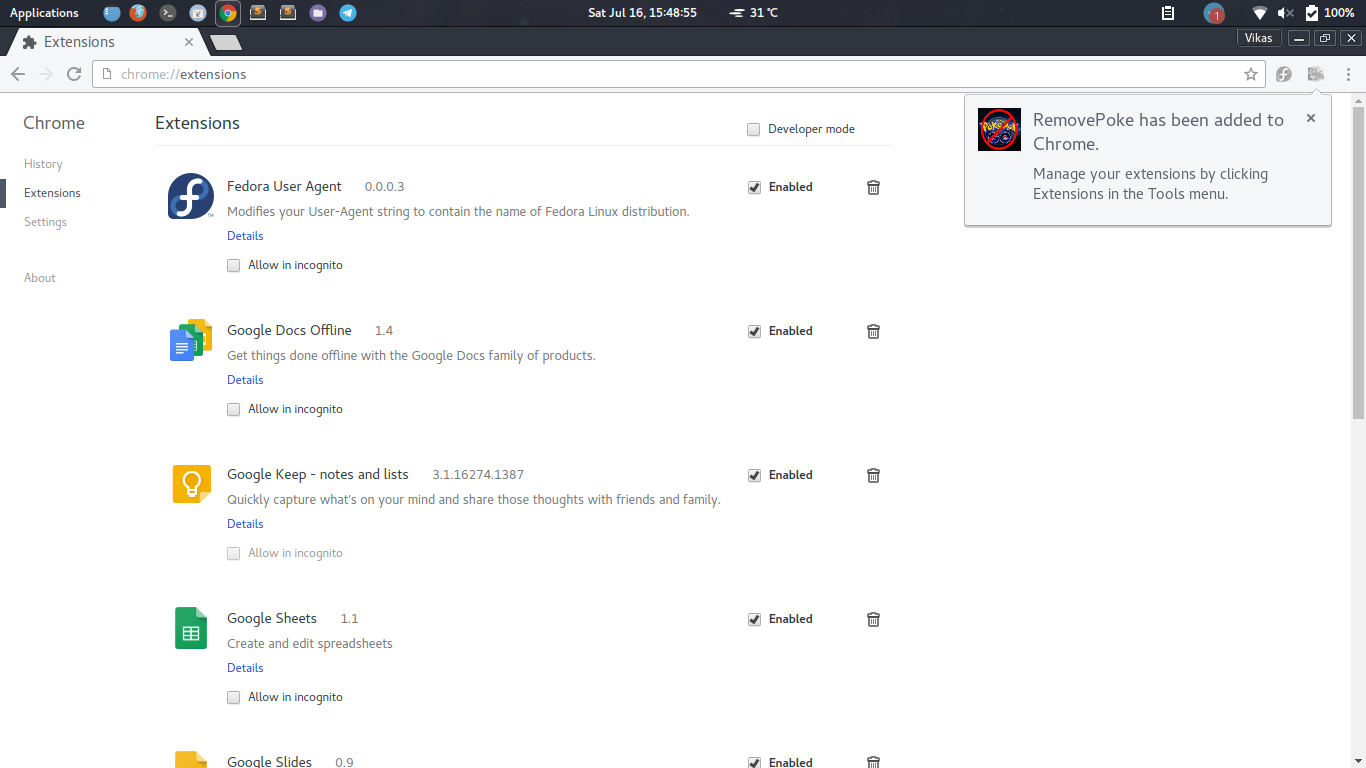 Applications
Sat Jul 16, 15:48:55
31 °C
1
100%
Extensions
Vikas
chrome://extensions
Chrome
History
Extensions
Settings
About
Extensions
Developer mode
RemovePoke has been added to
Chrome.
Manage your extensions by clicking
Extensions in the Tools menu.
Fedora User Agent 0.0.0.3
Enabled
Modifies your User-Agent string to contain the name of Fedora Linux distribution.
Details
Allow in incognito
Google Docs Offline 1.4
Enabled
Get things done offline with the Google Docs family of products.
Details
Allow in incognito
Google Keep - notes and lists 3.1.16274.1387
Enabled
Quickly capture what's on your mind and share those thoughts with friends and family.
Details
Allow in incognito
Google Sheets 1.1
Enabled
Create and edit spreadsheets
Details
Allow in incognito
Google Slides 0.9
Enabled